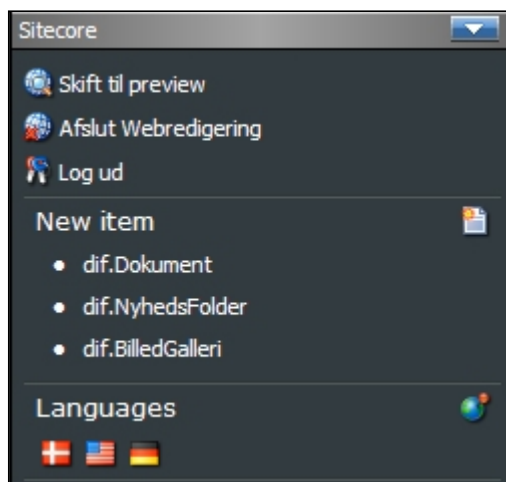 Sitecore
Skift til preview
Afslut Webredigering
Log ud
New item
dif.Dokument
dif.NyhedsFolder
dif.BilledGalleri
Languages